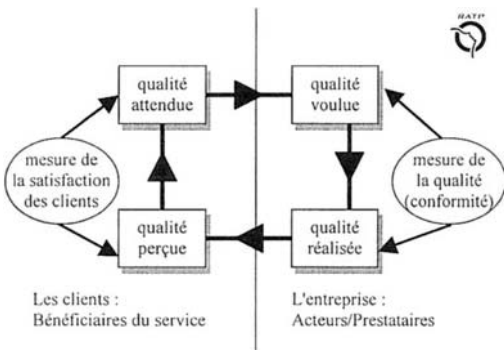 RATP
qualité
attendue
qualité
voulue
mesure de
la satisfaction
des clients
mesure de
la qualité
(conformité)
qualité
perçue
qualité
réalisée
Les clients :
Bénéficiaires du service
L'entreprise :
Acteurs/Prestataires